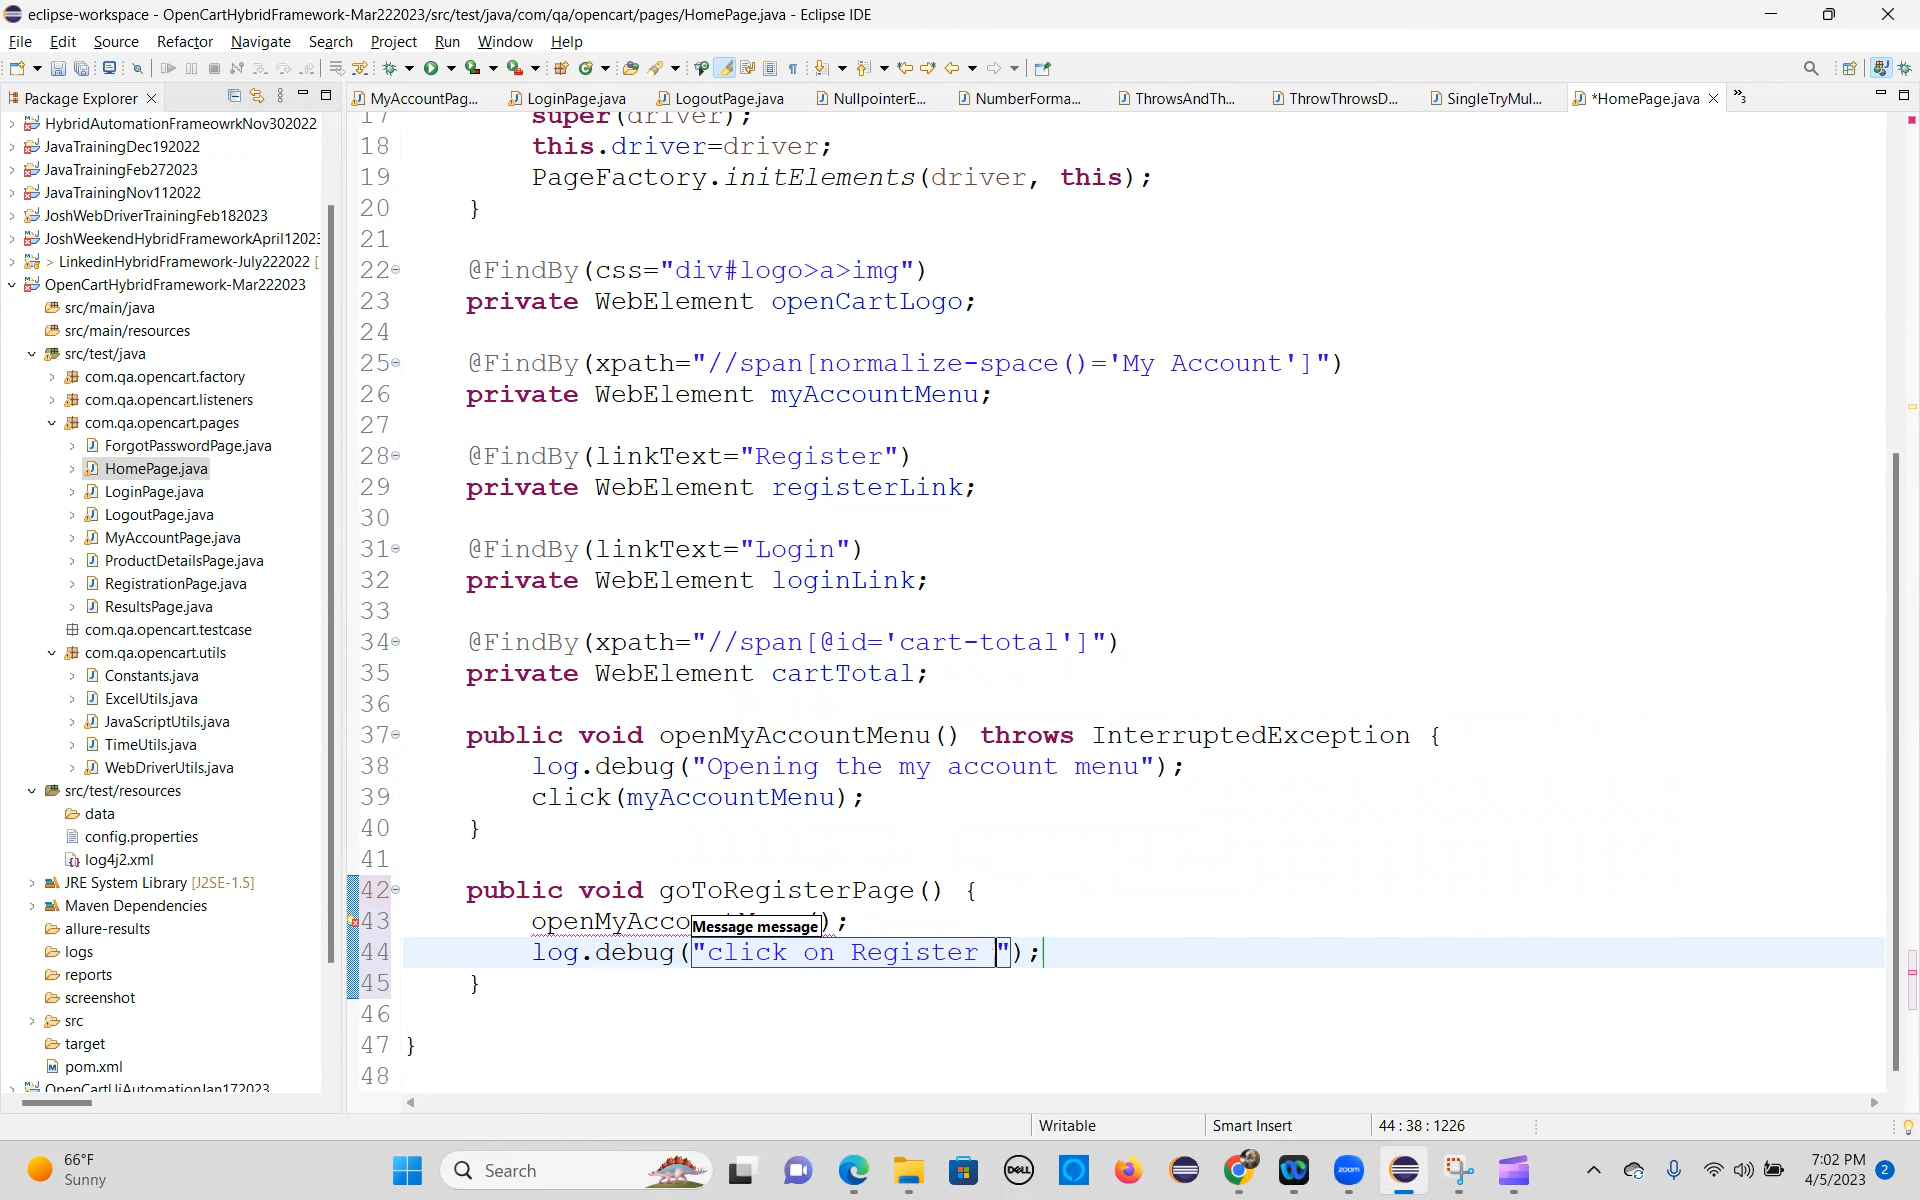 eclipse-workspace - OpenCartHybridFramework-Mar222023/src/test/java/com/qa/opencart/pages/HomePage.java - Eclipse IDE
File Edit Source Refactor Navigate Search Project Run Window Help
Package Explorer
MyAccountPag... LoginPage.java LogoutPage.java NullpointerE... NumberForma... ThrowsAndTh... ThrowThrowsD... SingleTryMul... *HomePage.java »3
HybridAutomationFrameowrkNov302022
JavaTrainingDec192022
JavaTrainingFeb272023
JavaTrainingNov112022
JoshWebDriverTrainingFeb182023
JoshWeekendHybridFrameworkApril12023
> LinkedinHybridFramework-July222022 [
OpenCartHybridFramework-Mar222023
src/main/java
src/main/resources
src/test/java
com.qa.opencart.factory
com.qa.opencart.listeners
com.qa.opencart.pages
ForgotPasswordPage.java
HomePage.java
LoginPage.java
LogoutPage.java
MyAccountPage.java
ProductDetailsPage.java
RegistrationPage.java
ResultsPage.java
com.qa.opencart.testcase
com.qa.opencart.utils
Constants.java
ExcelUtils.java
JavaScriptUtils.java
TimeUtils.java
WebDriverUtils.java
src/test/resources
data
config.properties
log4j2.xml
JRE System Library [J2SE-1.5]
Maven Dependencies
allure-results
logs
reports
screenshot
src
target
pom.xml
OpenCartUiAutomationJan172023
17 super(driver);
18 this.driver=driver;
19 PageFactory.initElements(driver, this);
20 }
21
22 @FindBy(css="div#logo>a>img")
23 private WebElement openCartLogo;
24
25 @FindBy(xpath="//span[normalize-space()='My Account']")
26 private WebElement myAccountMenu;
27
28 @FindBy(linkText="Register")
29 private WebElement registerLink;
30
31 @FindBy(linkText="Login")
32 private WebElement loginLink;
33
34 @FindBy(xpath="//span[@id='cart-total']")
35 private WebElement cartTotal;
36
37 public void openMyAccountMenu() throws InterruptedException {
38 log.debug("Opening the my account menu");
39 click(myAccountMenu);
40 }
41
42 public void goToRegisterPage() {
43 openMyAcco );
Message message
44 log.debug("click on Register ");
45 }
46
47 }
48
Writable Smart Insert 44 : 38 : 1226
66°F
Sunny
Search
DELL
zoom
7:02 PM
4/5/2023
2